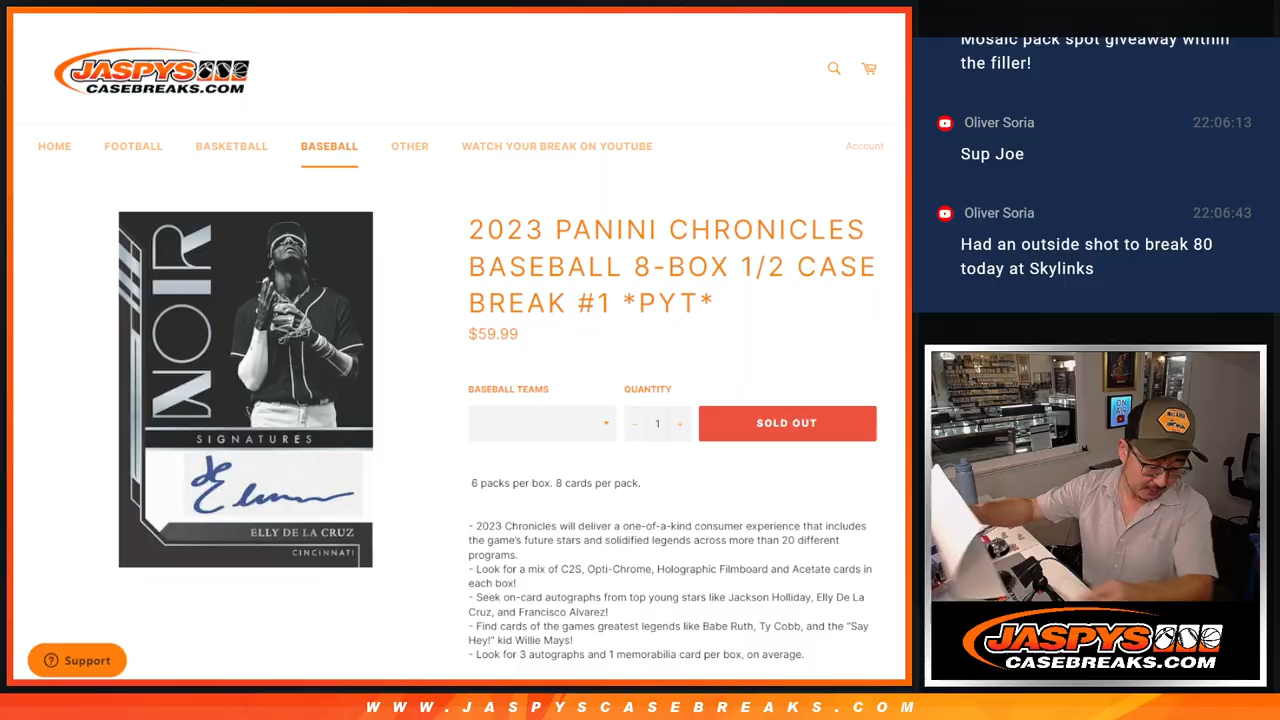 JASPYS
CASEBREAKS.COM
HOME
FOOTBALL
BASKETBALL
BASEBALL
OTHER
WATCH YOUR BREAK ON YOUTUBE
Account
NOIR
SIGNATURES
ELLY DE LA CRUZ
CINCINNATI
2023 PANINI CHRONICLES
BASEBALL 8-BOX 1/2 CASE
BREAK #1 *PYT*
$59.99
BASEBALL TEAMS
QUANTITY
− 1 +
SOLD OUT
6 packs per box. 8 cards per pack.
- 2023 Chronicles will deliver a one-of-a-kind consumer experience that includes
the game's future stars and solidified legends across more than 20 different
programs.
- Look for a mix of C2S, Opti-Chrome, Holographic Filmboard and Acetate cards in
each box!
- Seek on-card autographs from top young stars like Jackson Holliday, Elly De La
Cruz, and Francisco Alvarez!
- Find cards of the games greatest legends like Babe Ruth, Ty Cobb, and the "Say
Hey!" kid Willie Mays!
- Look for 3 autographs and 1 memorabilia card per box, on average.
Support
Mosaic pack spot giveaway within
the filler!
Oliver Soria
22:06:13
Sup Joe
Oliver Soria
22:06:43
Had an outside shot to break 80
today at Skylinks
ON
AIR
JASPYS
CASEBREAKS.COM
WWW.JASPYSCASEBREAKS.COM